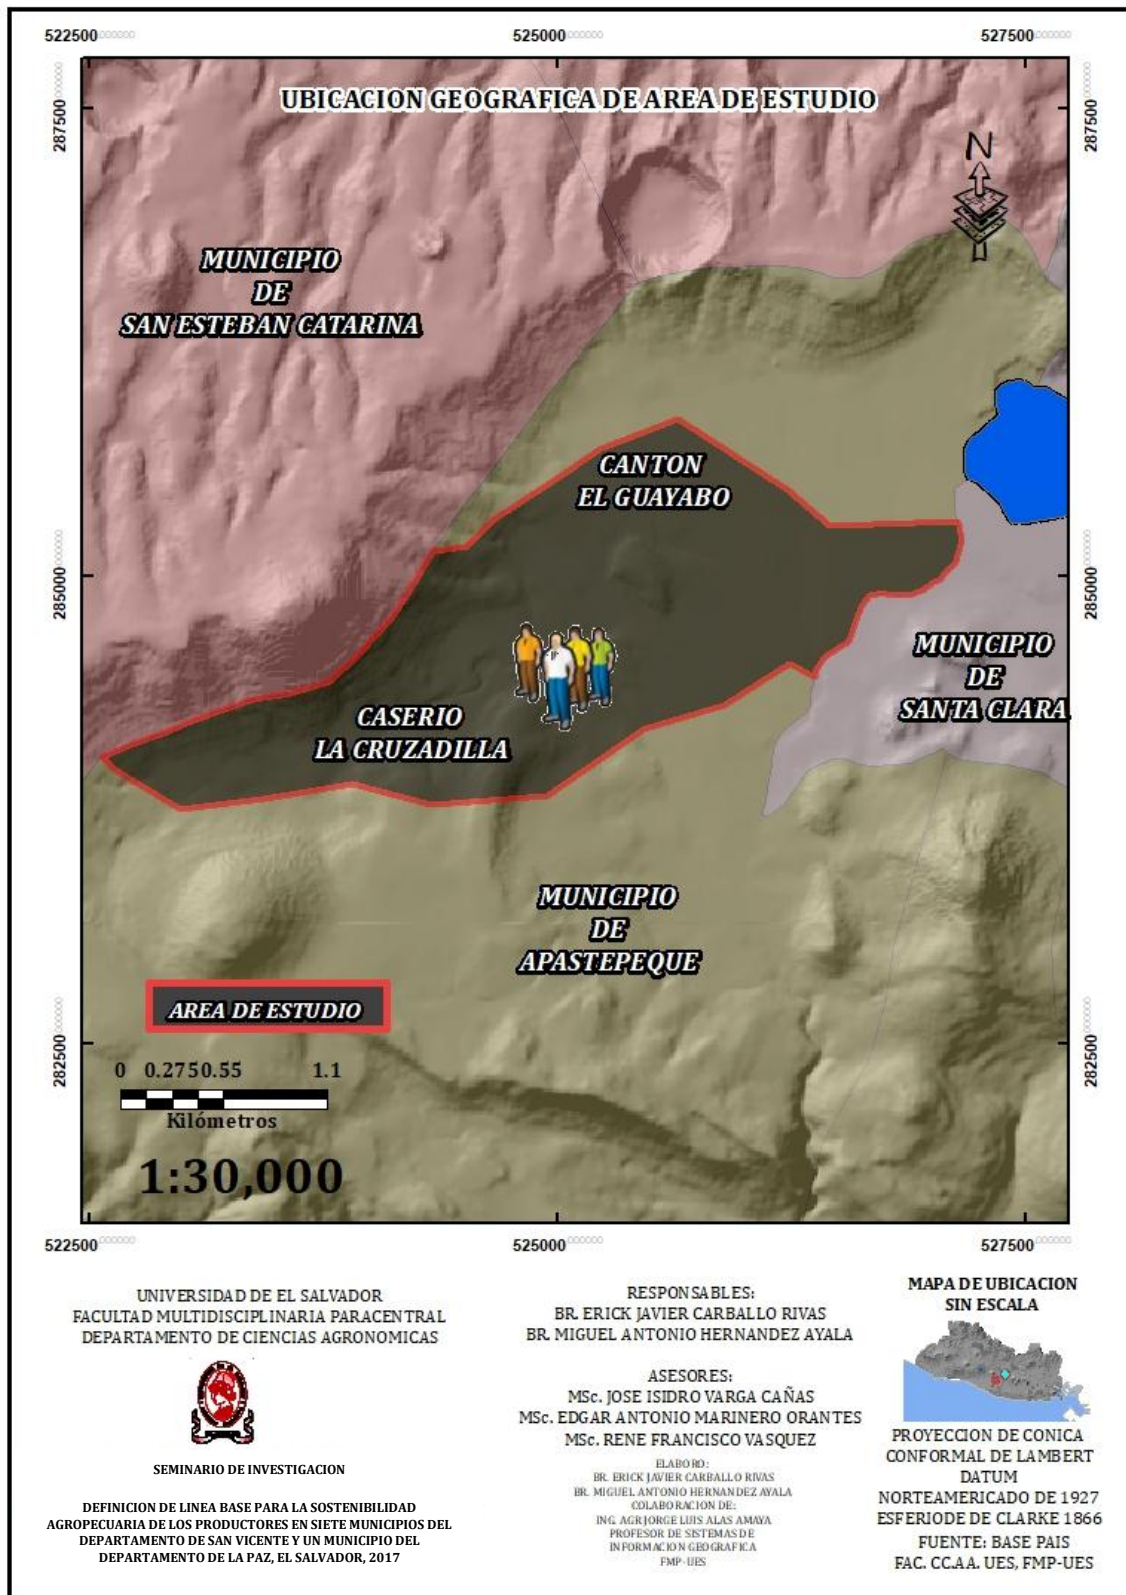 522500 525000 527500
UBICACION GEOGRAFICA DE AREA DE ESTUDIO
287500
287500
N
MUNICIPIO
DE
SAN ESTEBAN CATARINA
CANTON
EL GUAYABO
285000
285000
MUNICIPIO
DE
SANTA CLARA
CASERIO
LA CRUZADILLA
MUNICIPIO
DE
APASTEPEQUE
AREA DE ESTUDIO
282500
282500
0 0.275 0.55 1.1
Kilómetros
1:30,000
522500 525000 527500
UNIVERSIDAD DE EL SALVADOR
FACULTAD MULTIDISCIPLINARIA PARACENTRAL
DEPARTAMENTO DE CIENCIAS AGRONOMICAS
SEMINARIO DE INVESTIGACION
DEFINICION DE LINEA BASE PARA LA SOSTENIBILIDAD
AGROPECUARIA DE LOS PRODUCTORES EN SIETE MUNICIPIOS DEL
DEPARTAMENTO DE SAN VICENTE Y UN MUNICIPIO DEL
DEPARTAMENTO DE LA PAZ, EL SALVADOR, 2017
RESPONSABLES:
BR. ERICK JAVIER CARBALLO RIVAS
BR. MIGUEL ANTONIO HERNANDEZ AYALA
ASESORES:
MSc. JOSE ISIDRO VARGA CAÑAS
MSc. EDGAR ANTONIO MARINERO ORANTES
MSc. RENE FRANCISCO VASQUEZ
ELABORO:
BR. ERICK JAVIER CARBALLO RIVAS
BR. MIGUEL ANTONIO HERNANDEZ AYALA
COLABORACION DE:
ING. AGR JORGE LUIS ALAS AMAYA
PROFESOR DE SISTEMAS DE
INFORMACION GEOGRAFICA
FMP-UES
MAPA DE UBICACION
SIN ESCALA
PROYECCION DE CONICA
CONFORMAL DE LAMBERT
DATUM
NORTEAMERICADO DE 1927
ESFERIODE DE CLARKE 1866
FUENTE: BASE PAIS
FAC. CC.AA. UES, FMP-UES